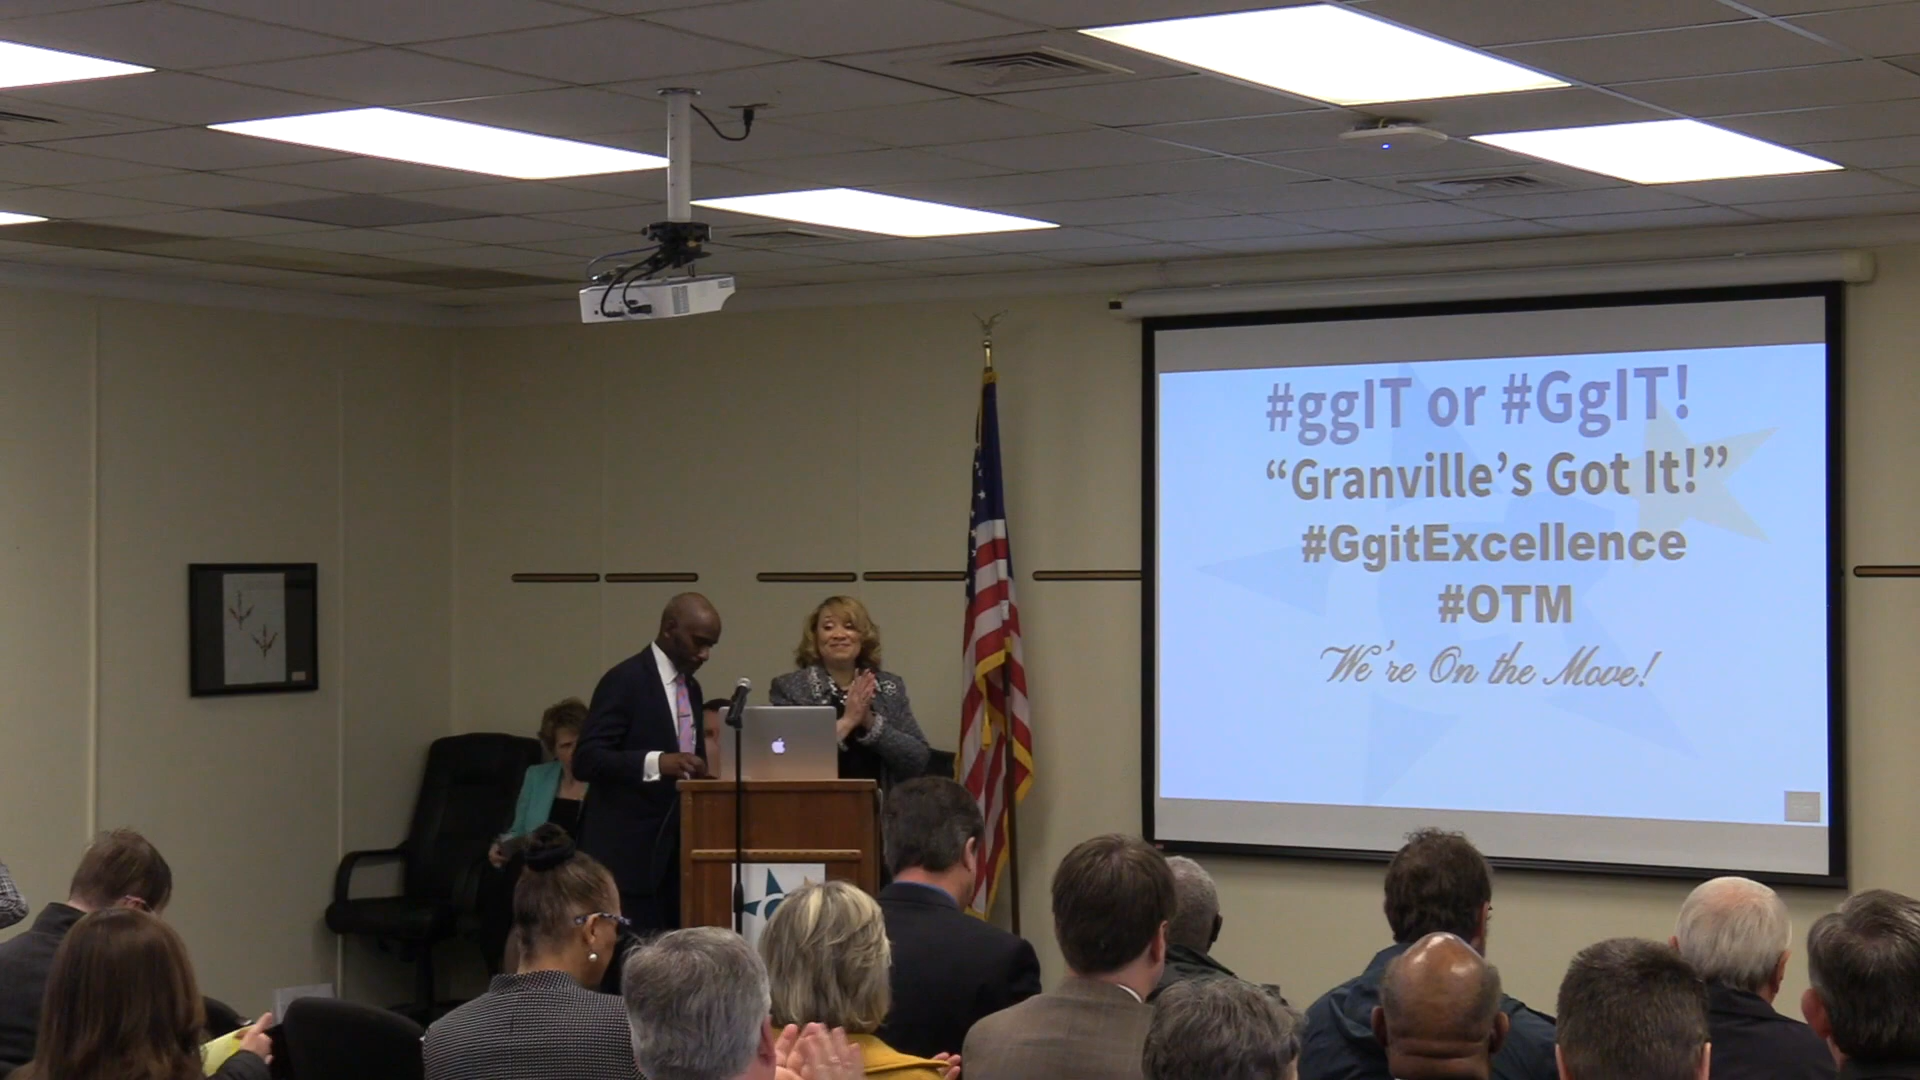 #ggIT or #GgIT!
“Granville’s Got It!”
#GgitExcellence
#OTM
We’re On the Move!